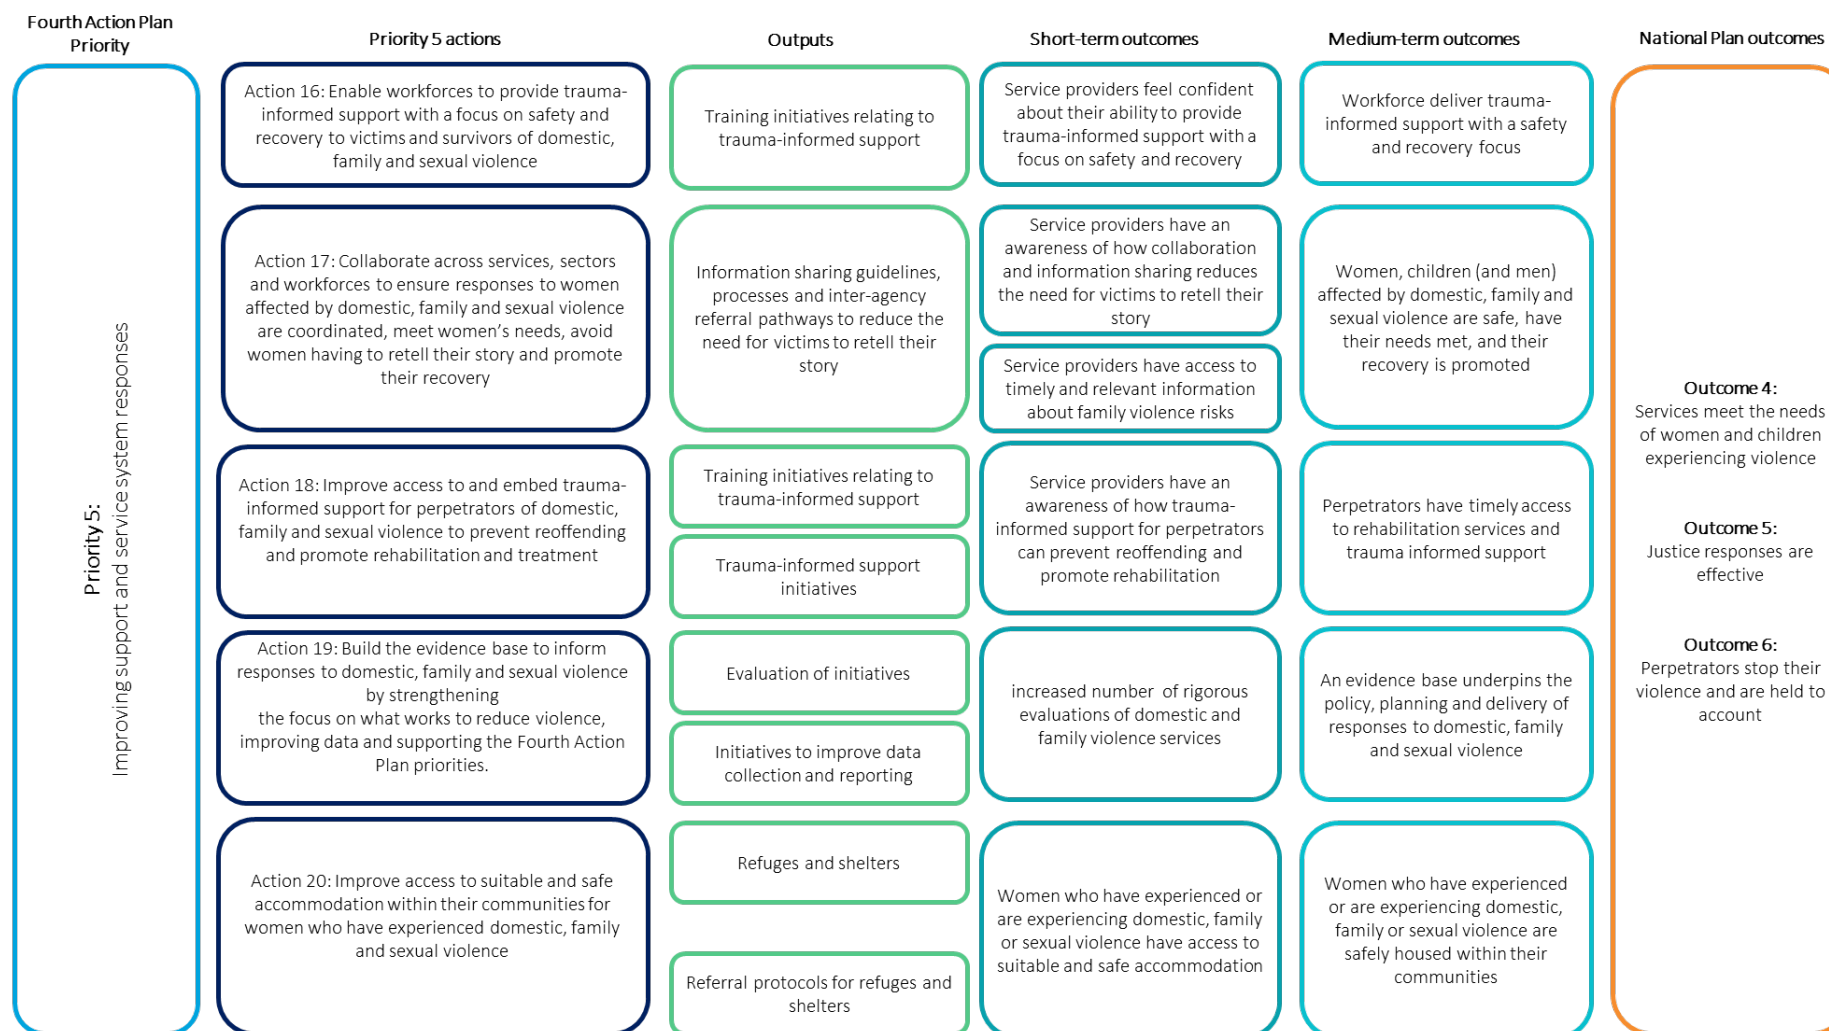 Fourth Action Plan
Priority
Priority 5 actions
Outputs
Short-term outcomes
Medium-term outcomes
National Plan outcomes
Priority 5:
Improving support and service system responses
Action 16: Enable workforces to provide trauma-
informed support with a focus on safety and
recovery to victims and survivors of domestic,
family and sexual violence
Training initiatives relating to
trauma-informed support
Service providers feel confident
about their ability to provide
trauma-informed support with a
focus on safety and recovery
Workforce deliver trauma-
informed support with a safety
and recovery focus
Action 17: Collaborate across services, sectors
and workforces to ensure responses to women
affected by domestic, family and sexual violence
are coordinated, meet women’s needs, avoid
women having to retell their story and promote
their recovery
Information sharing guidelines,
processes and inter-agency
referral pathways to reduce the
need for victims to retell their
story
Service providers have an
awareness of how collaboration
and information sharing reduces
the need for victims to retell their
story
Service providers have access to
timely and relevant information
about family violence risks
Women, children (and men)
affected by domestic, family and
sexual violence are safe, have
their needs met, and their
recovery is promoted
Action 18: Improve access to and embed trauma-
informed support for perpetrators of domestic,
family and sexual violence to prevent reoffending
and promote rehabilitation and treatment
Training initiatives relating to
trauma-informed support
Trauma-informed support
initiatives
Service providers have an
awareness of how trauma-
informed support for perpetrators
can prevent reoffending and
promote rehabilitation
Perpetrators have timely access
to rehabilitation services and
trauma informed support
Action 19: Build the evidence base to inform
responses to domestic, family and sexual violence
by strengthening
the focus on what works to reduce violence,
improving data and supporting the Fourth Action
Plan priorities.
Evaluation of initiatives
Initiatives to improve data
collection and reporting
increased number of rigorous
evaluations of domestic and
family violence services
An evidence base underpins the
policy, planning and delivery of
responses to domestic, family
and sexual violence
Action 20: Improve access to suitable and safe
accommodation within their communities for
women who have experienced domestic, family
and sexual violence
Refuges and shelters
Referral protocols for refuges and
shelters
Women who have experienced or
are experiencing domestic, family
or sexual violence have access to
suitable and safe accommodation
Women who have experienced
or are experiencing domestic,
family or sexual violence are
safely housed within their
communities
Outcome 4:
Services meet the needs
of women and children
experiencing violence
Outcome 5:
Justice responses are
effective
Outcome 6:
Perpetrators stop their
violence and are held to
account